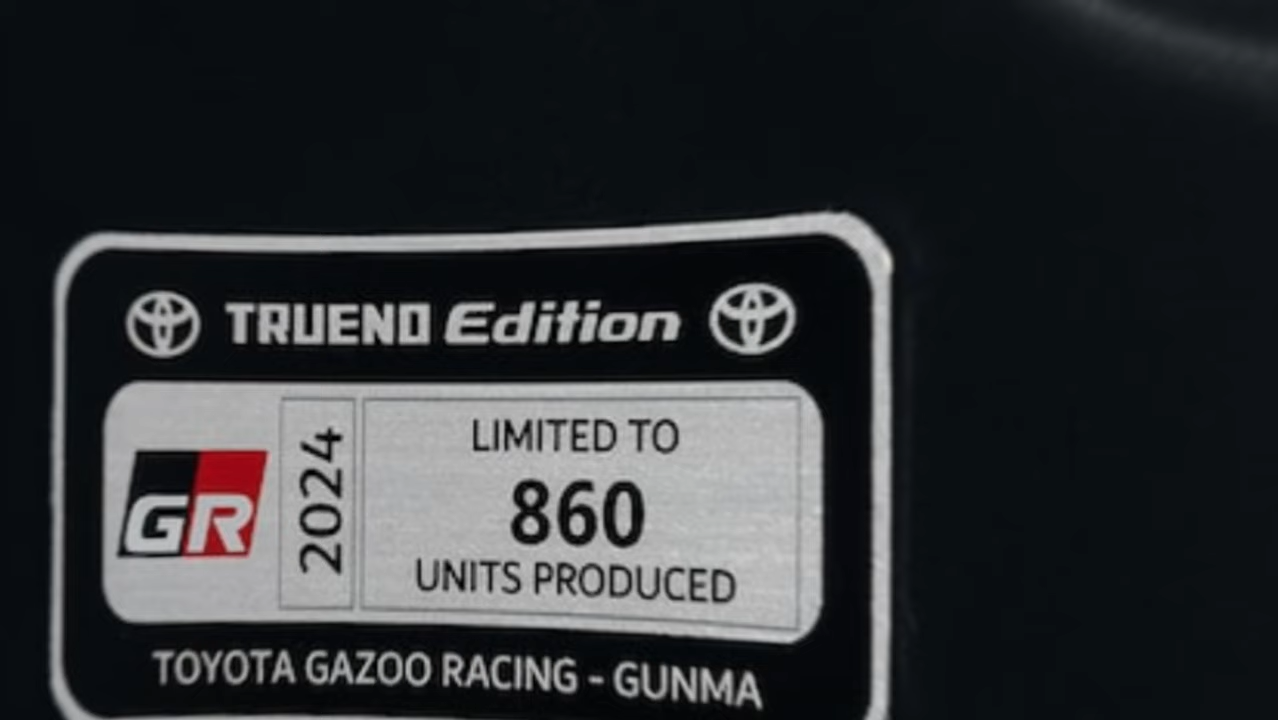 TRUENO Edition
GR
2024
LIMITED TO
860
UNITS PRODUCED
TOYOTA GAZOO RACING - GUNMA